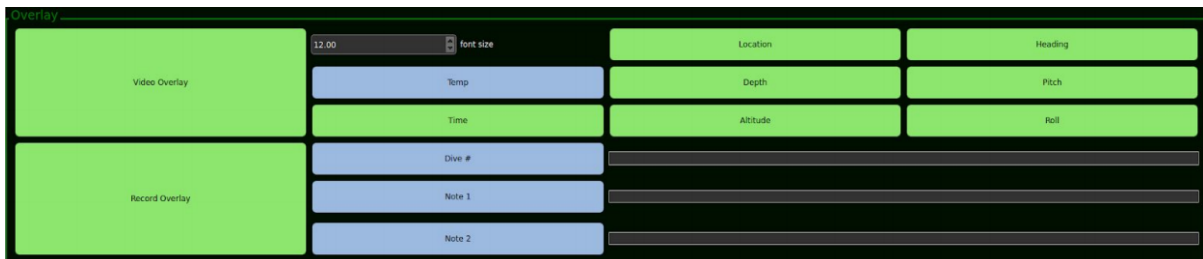 Overlay
Video Overlay
12.00 font size
Location
Heading
Temp
Depth
Pitch
Time
Altitude
Roll
Record Overlay
Dive #
Note 1
Note 2